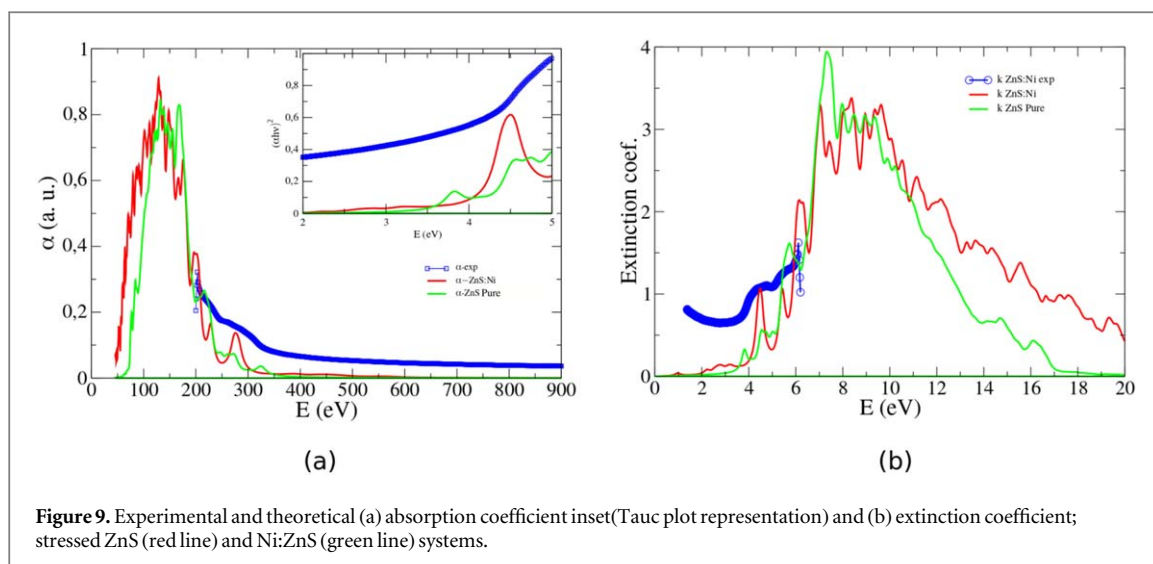 1
0.8
0.6
0.4
0.2
0
α (a. u.)
0 100 200 300 400 500 600 700 800 900
E (eV)
1
0,8
0,6
0,4
0,2
0
(αhν)²
2 3 4 5
E (eV)
α-exp
α−ZnS:Ni
α-ZnS Pure
(a)
4
3
2
1
0
Extinction coef.
0 2 4 6 8 10 12 14 16 18 20
E (eV)
k ZnS:Ni exp
k ZnS:Ni
k ZnS Pure
(b)
Figure 9. Experimental and theoretical (a) absorption coefficient inset(Tauc plot representation) and (b) extinction coefficient;
stressed ZnS (red line) and Ni:ZnS (green line) systems.